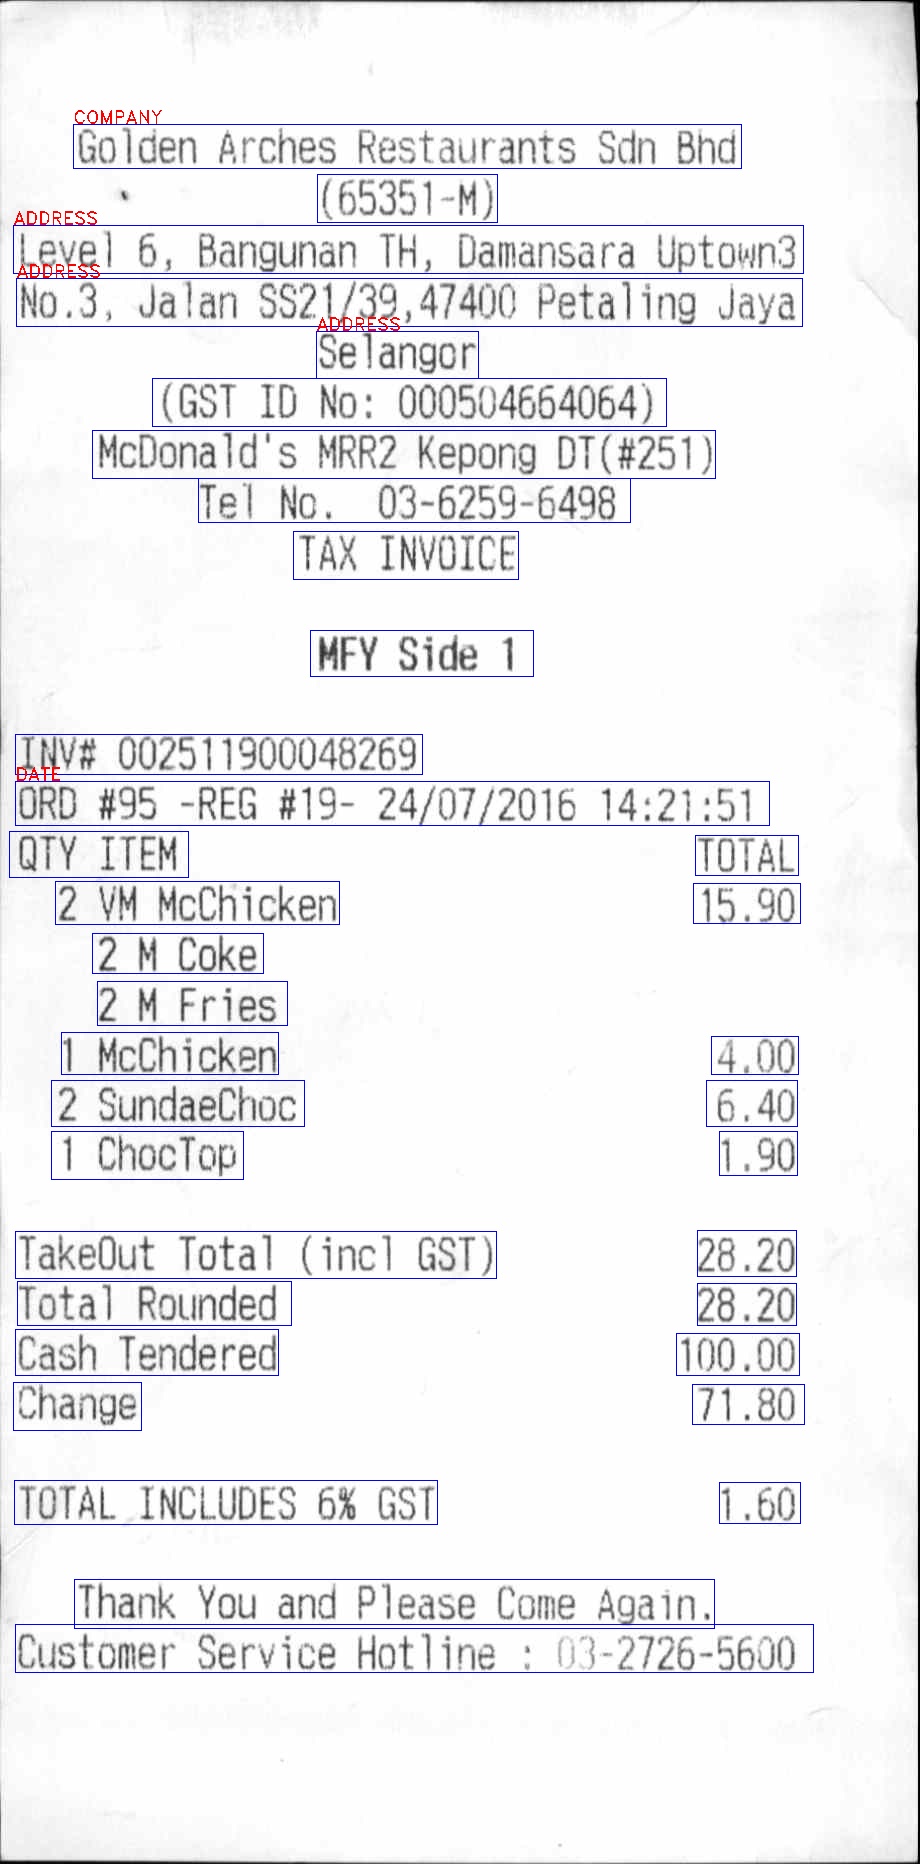 COMPANY
Golden Arches Restaurants Sdn Bhd
(65351-M)
ADDRESS
Level 6, Bangunan TH, Damansara Uptown3
ADDRESS
No.3, Jalan SS21/39,47400 Petaling Jaya
ADDRESS
Selangor
(GST ID No: 000504664064)
McDonald's MRR2 Kepong DT(#251)
Tel No. 03-6259-6498
TAX INVOICE
MFY Side 1
INV# 002511900048269
DATE
ORD #95 -REG #19- 24/07/2016 14:21:51
QTY ITEM TOTAL
2 VM McChicken 15.90
2 M Coke
2 M Fries
1 McChicken 4.00
2 SundaeChoc 6.40
1 ChocTop 1.90
TakeOut Total (incl GST) 28.20
Total Rounded 28.20
Cash Tendered 100.00
Change 71.80
TOTAL INCLUDES 6% GST 1.60
Thank You and Please Come Again.
Customer Service Hotline : 03-2726-5600